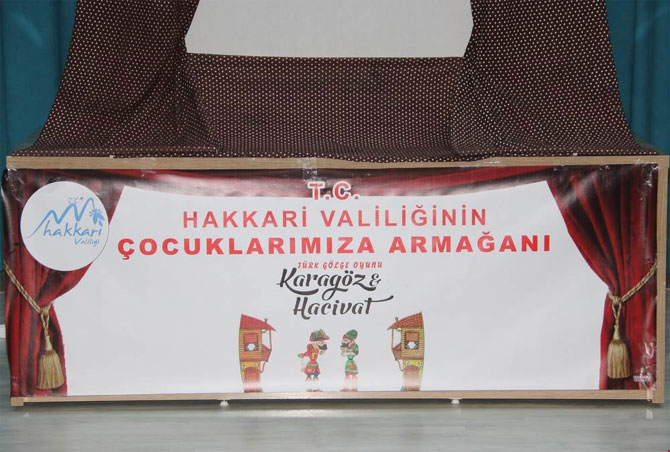 T.C.
hakkari
Valiliği
T.C.
HAKKARİ VALİLİĞİNİN
ÇOCUKLARIMIZA ARMAĞANI
TÜRK GÖLGE OYUNU
Karagöz &
Hacivat